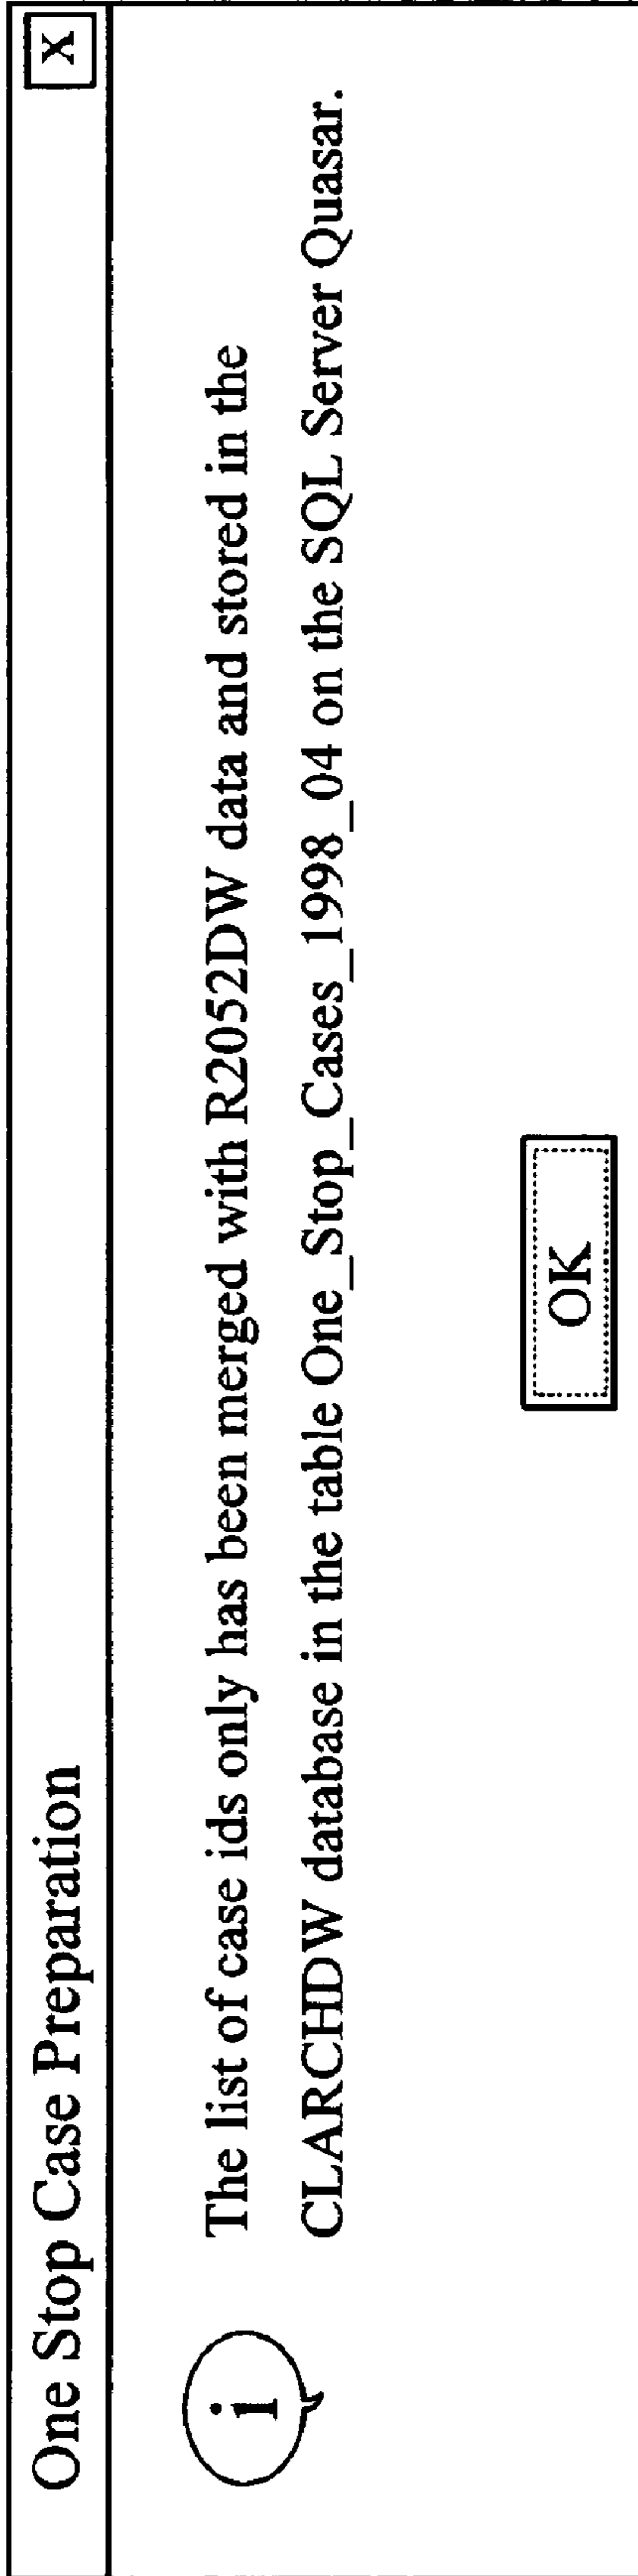 One Stop Case Preparation
X
i
The list of case ids only has been merged with R2052DW data and stored in the
CLARCHDW database in the table One_Stop_Cases_1998_04 on the SQL Server Quasar.
OK